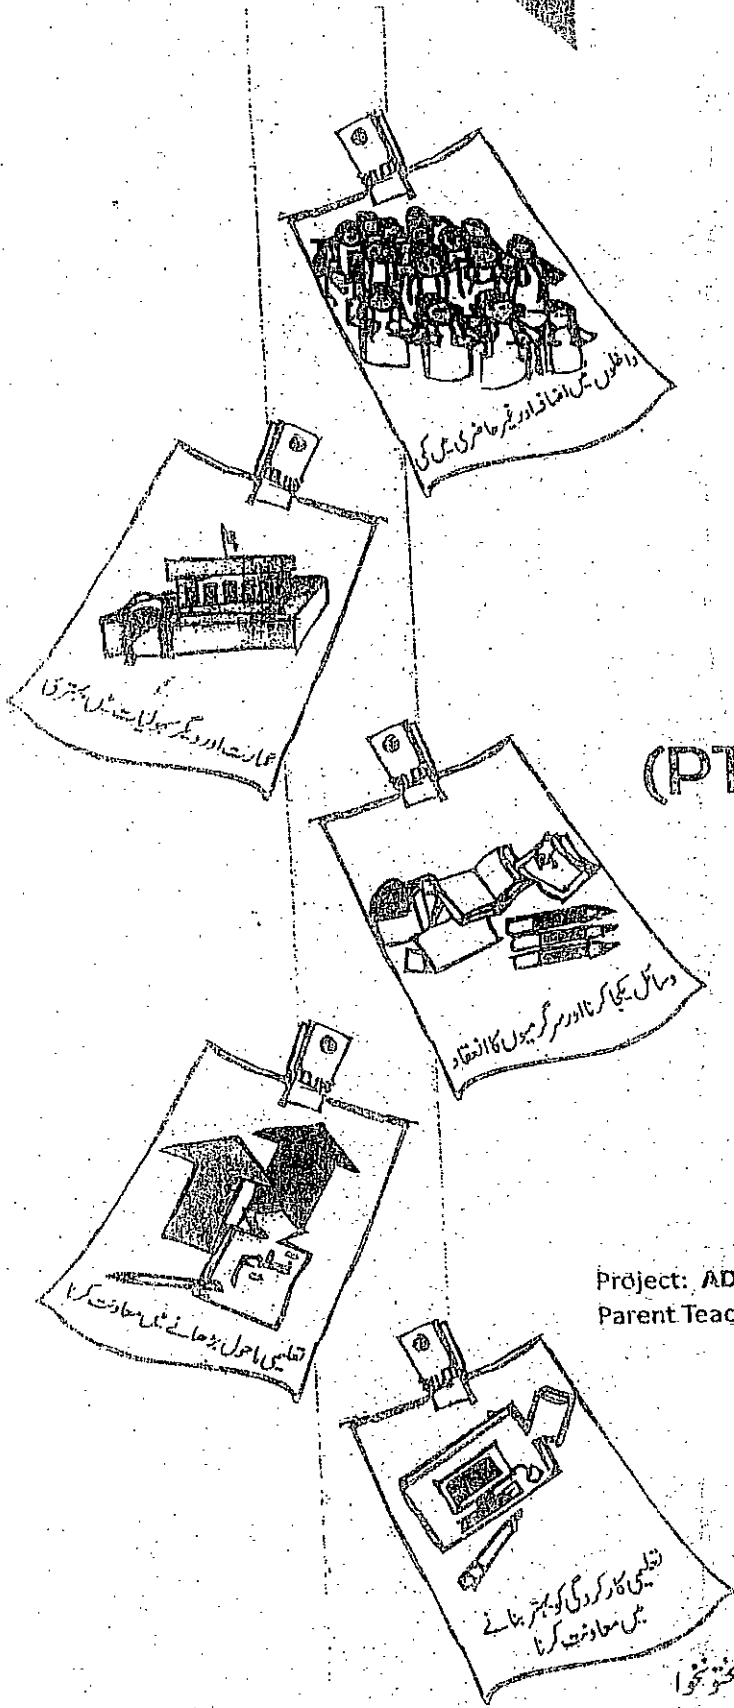 داخلوں میں اضافہ اور غیر حاضری میں کمی
عمارت اور دیگر سہولیات میں بہتری
(PT
وسائل یکجا کرنا اور سرگرمیوں کا انعقاد
تعلیمی ماحول بڑھانے میں معاونت کرنا
Project: AD
Parent Teac
تعلیمی کارکردگی کو بہتر بنانے
میں معاونت کرنا